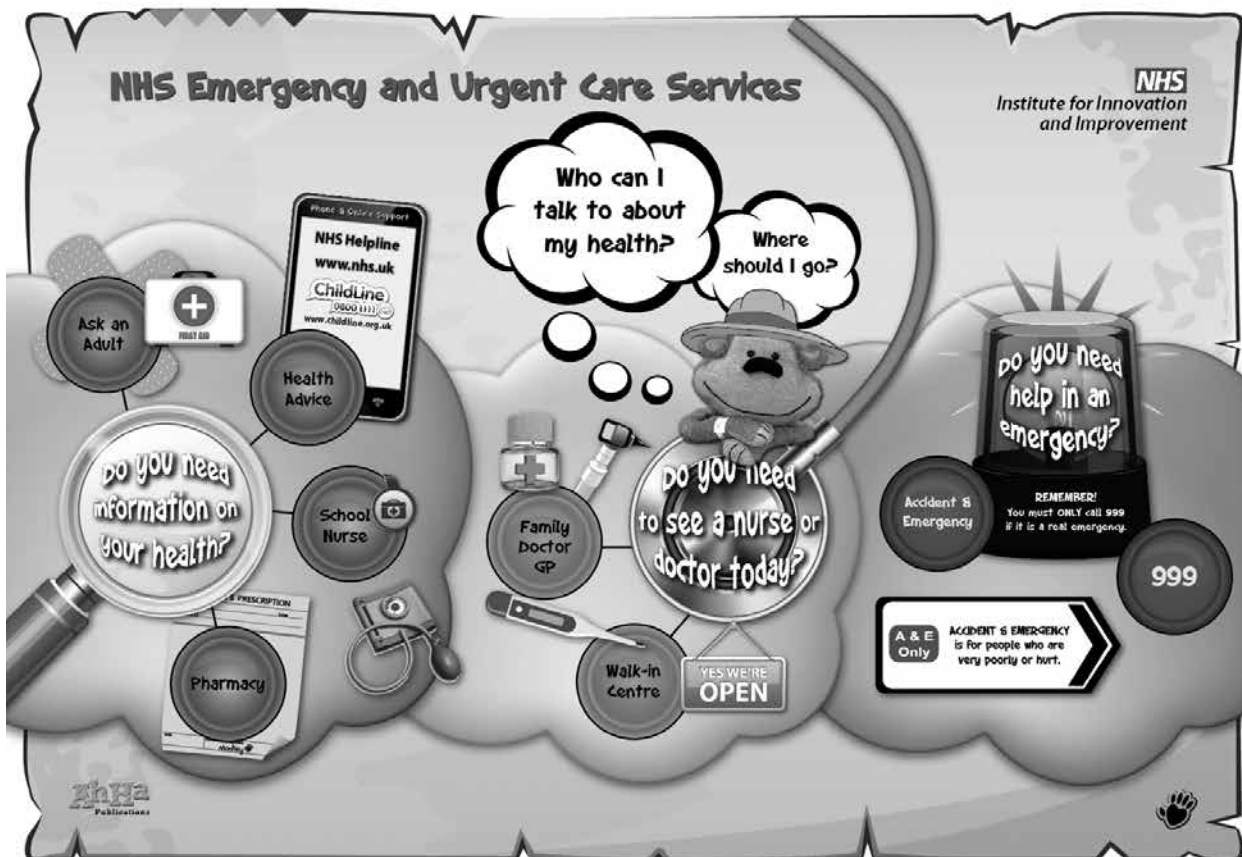 NHS Emergency and Urgent Care Services
NHS
Institute for Innovation
and Improvement
Who can I
talk to about
my health?
Where
should I go?
Phone & Online Support
NHS Helpline
www.nhs.uk
ChildLine
0800 1111
www.childline.org.uk
Ask an
Adult
FIRST AID
Health
Advice
Do you need
information on
your health?
School
Nurse
PRESCRIPTION
Pharmacy
Family
Doctor
GP
Do you need
to see a nurse or
doctor today?
Walk-in
Centre
YES WE'RE
OPEN
Do you need
help in an
emergency?
Accident &
Emergency
REMEMBER!
You must ONLY call 999
if it is a real emergency.
999
A & E
Only
ACCIDENT & EMERGENCY
is for people who are
very poorly or hurt.
AhHa
Publications